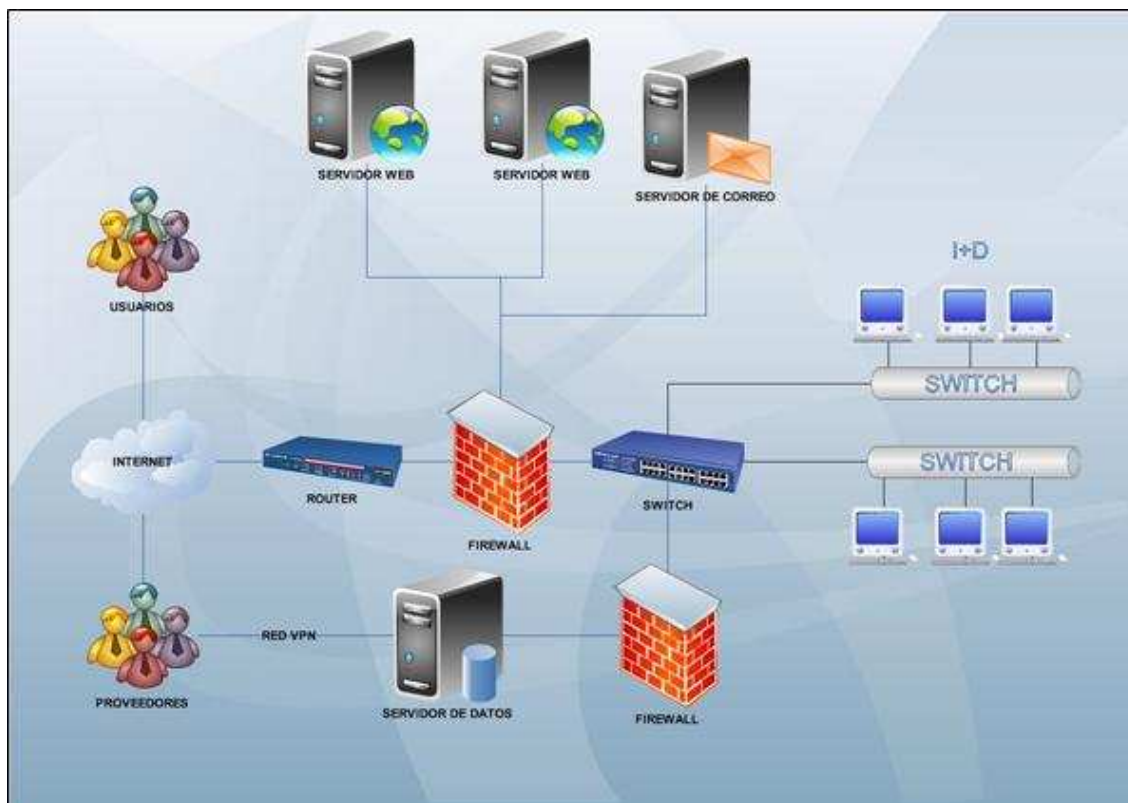 SERVIDOR WEB
SERVIDOR WEB
SERVIDOR DE CORREO
USUARIOS
I+D
SWITCH
INTERNET
ROUTER
FIREWALL
SWITCH
SWITCH
PROVEEDORES
RED VPN
SERVIDOR DE DATOS
FIREWALL